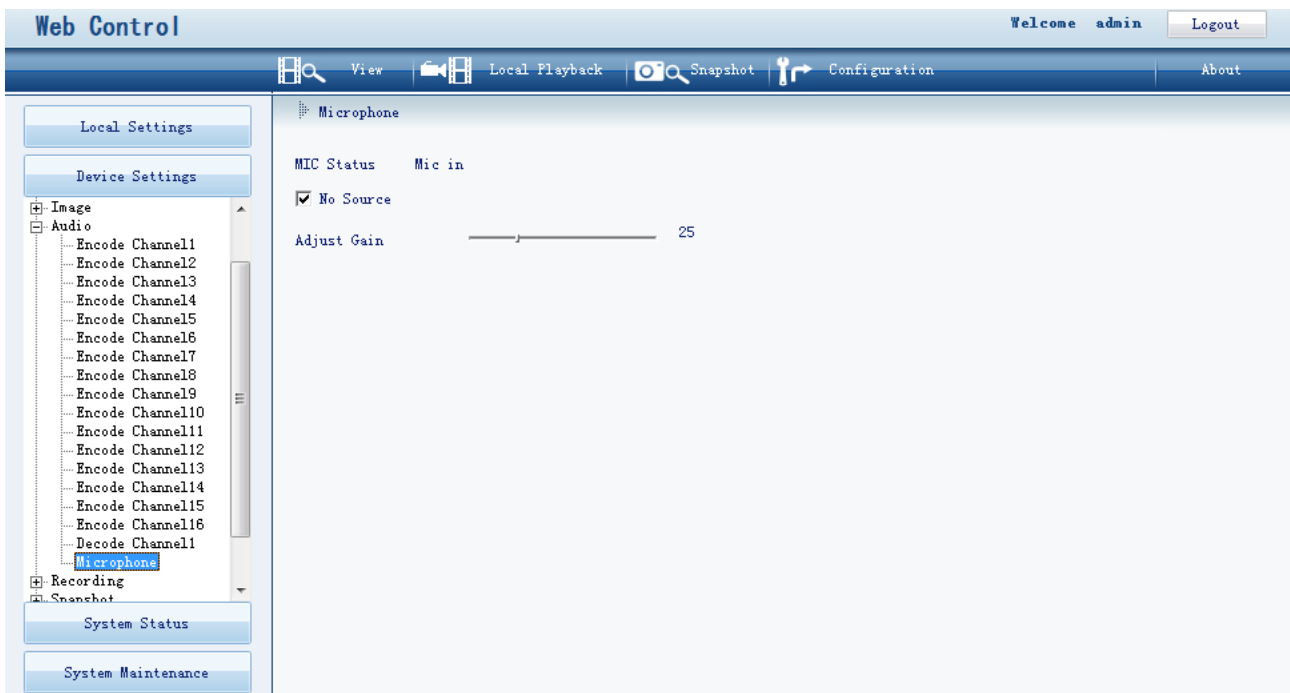 Web Control
Welcome admin
Logout
View
Local Playback
Snapshot
Configuration
About
Local Settings
Device Settings
Image
Audio
Encode Channel1
Encode Channel2
Encode Channel3
Encode Channel4
Encode Channel5
Encode Channel6
Encode Channel7
Encode Channel8
Encode Channel9
Encode Channel10
Encode Channel11
Encode Channel12
Encode Channel13
Encode Channel14
Encode Channel15
Encode Channel16
Decode Channel1
Microphone
Recording
Snapshot
System Status
System Maintenance
Microphone
MIC Status Mic in
No Source
Adjust Gain 25